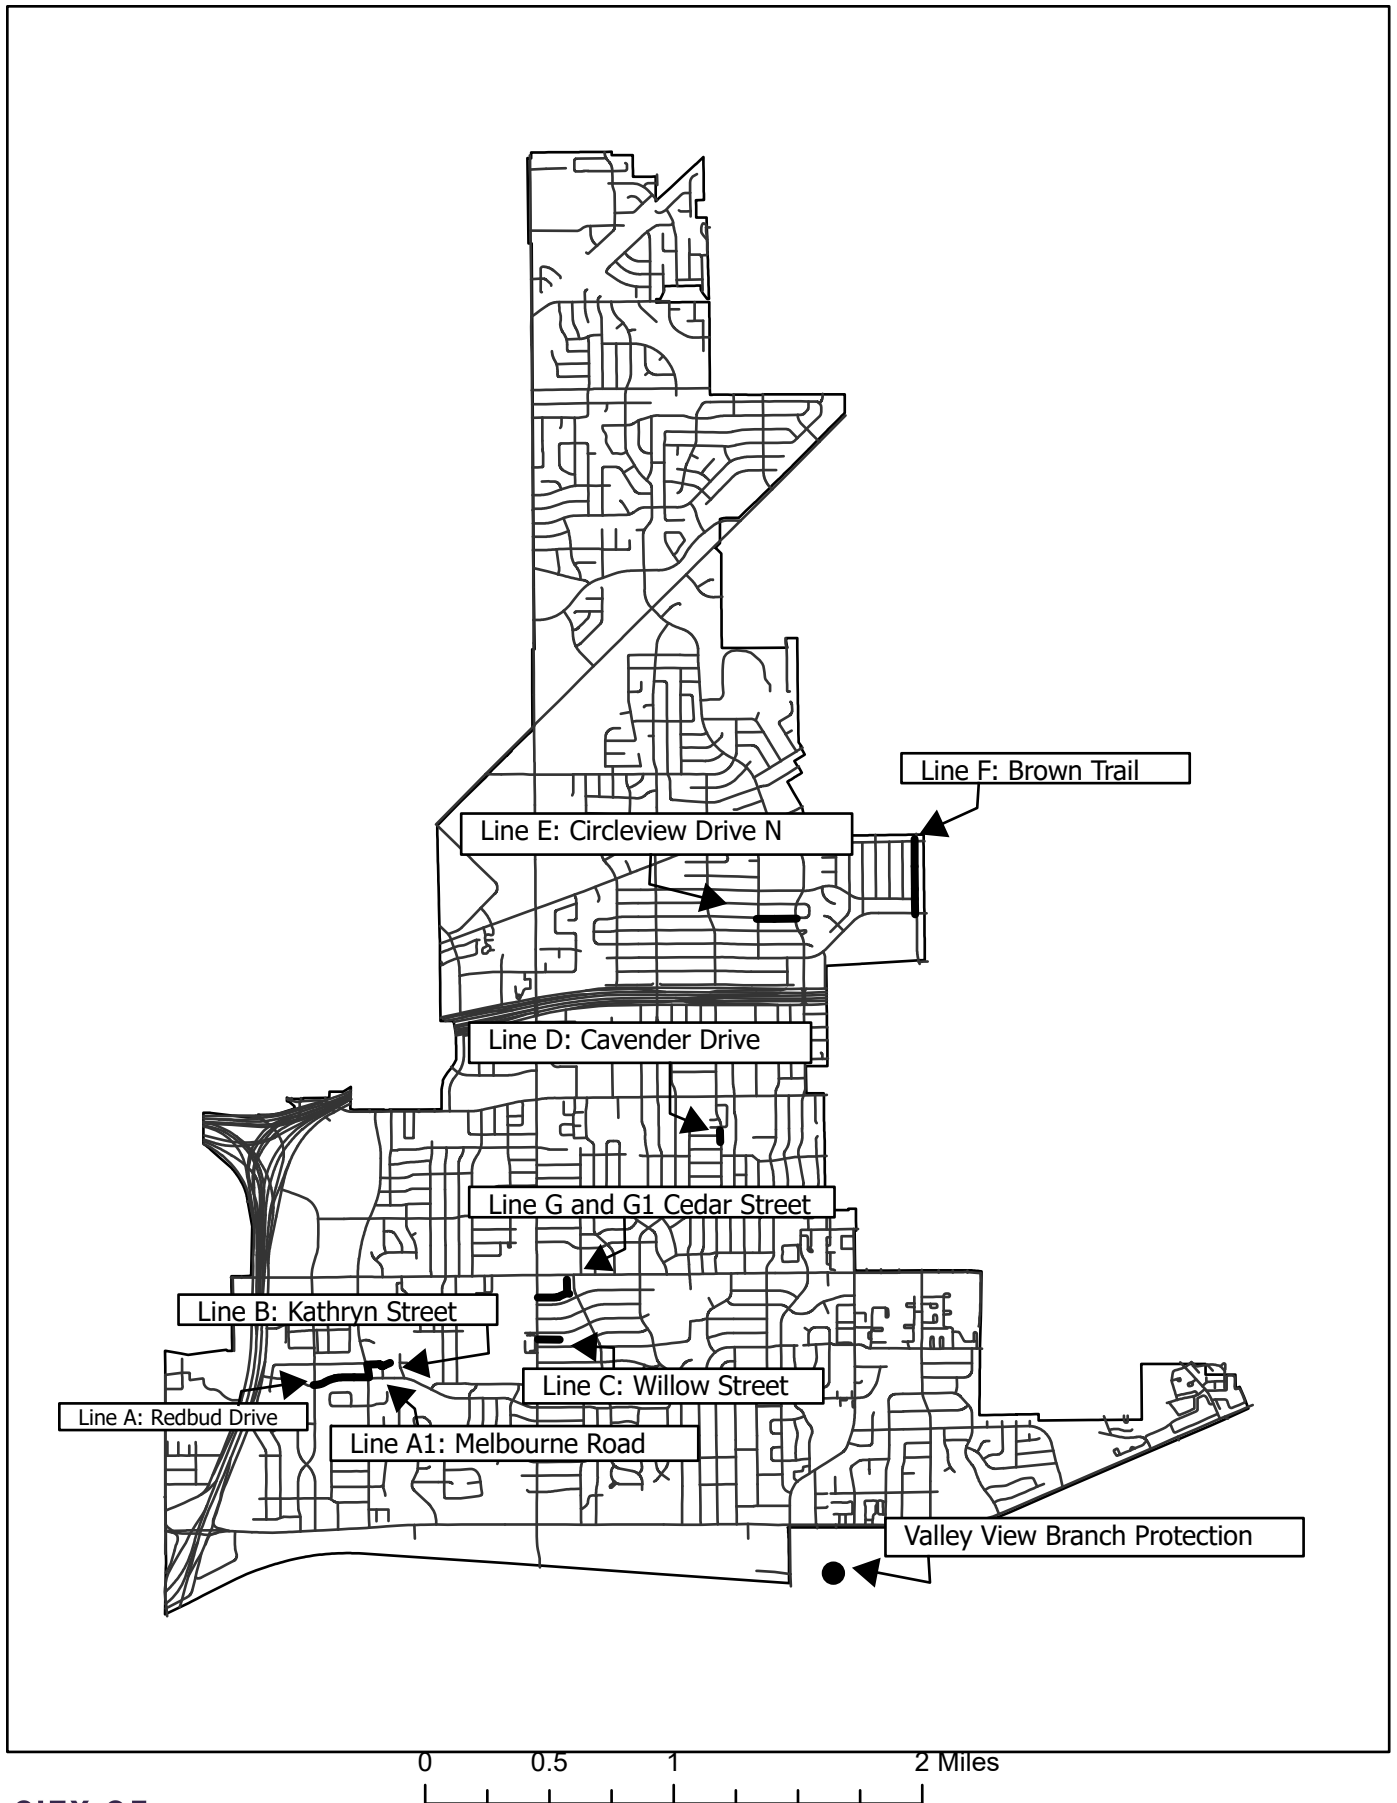 Line F: Brown Trail
Line E: Circleview Drive N
Line D: Cavender Drive
Line G and G1 Cedar Street
Line B: Kathryn Street
Line C: Willow Street
Line A: Redbud Drive
Line A1: Melbourne Road
Valley View Branch Protection
0 0.5 1 2 Miles